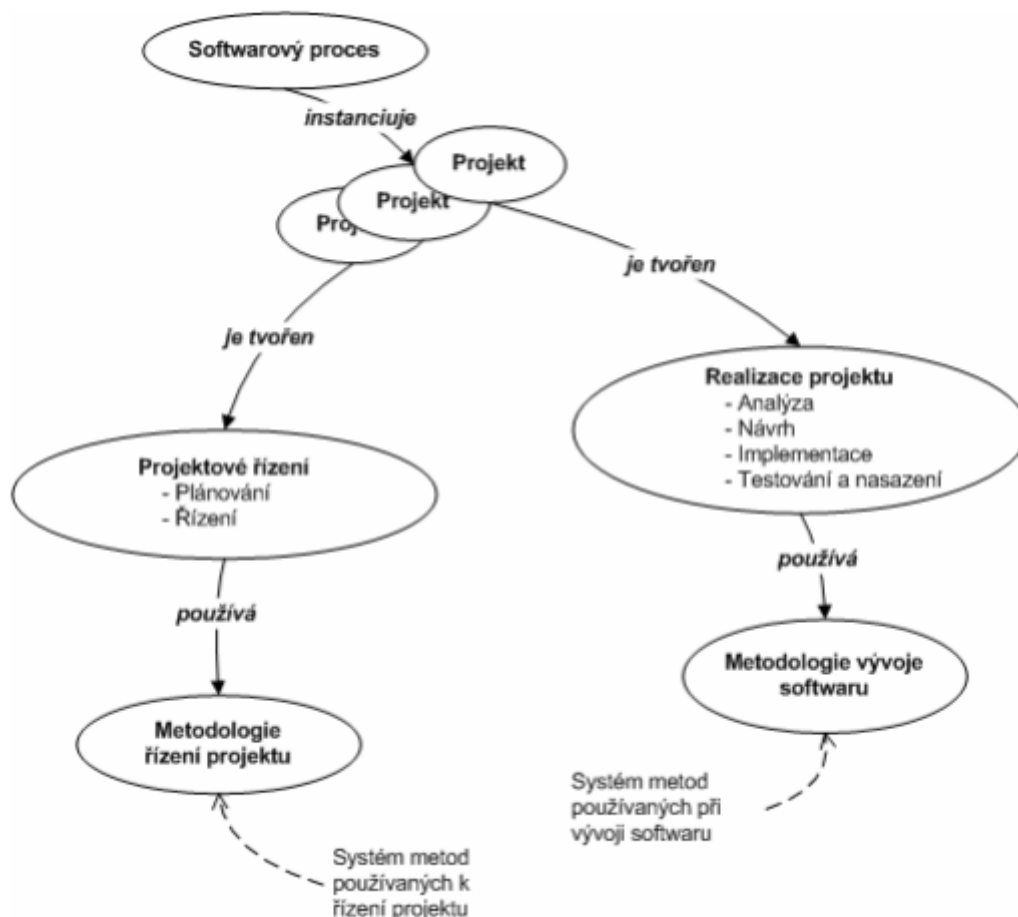 Softwarový proces
instanciuje
Projekt
Projekt
Proj
je tvořen
je tvořen
Realizace projektu
- Analýza
- Návrh
- Implementace
- Testování a nasazení
Projektové řízení
- Plánování
- Řízení
používá
používá
Metodologie vývoje
softwaru
Metodologie
řízení projektu
Systém metod
používaných při
vývoji softwaru
Systém metod
používaných k
řízení projektu